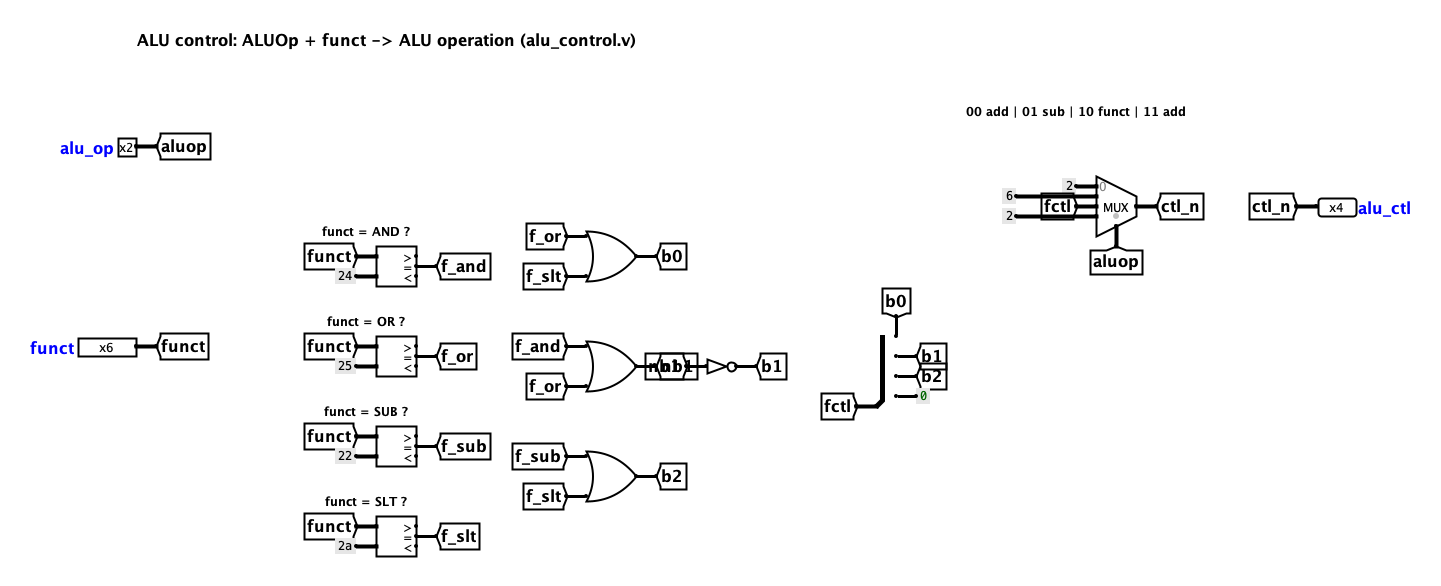 ALU control: ALUOp + funct -> ALU operation (alu_control.v)
00 add | 01 sub | 10 funct | 11 add
alu_op x2 aluop
2 0
6
fctl MUX ctl_n
2
aluop
ctl_n x4 alu_ctl
funct = AND ?
funct > = < f_and
24
f_or
f_slt
b0
funct x6 funct
funct = OR ?
funct > = < f_or
25
f_and
f_or
nb1 b1
b0
b1
b2
0
fctl
funct = SUB ?
funct > = < f_sub
22
f_sub
f_slt
b2
funct = SLT ?
funct > = < f_slt
2a